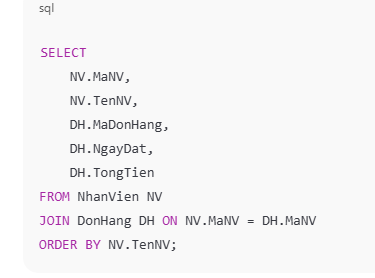 sql
SELECT
NV.MaNV,
NV.TenNV,
DH.MaDonHang,
DH.NgayDat,
DH.TongTien
FROM NhanVien NV
JOIN DonHang DH ON NV.MaNV = DH.MaNV
ORDER BY NV.TenNV;